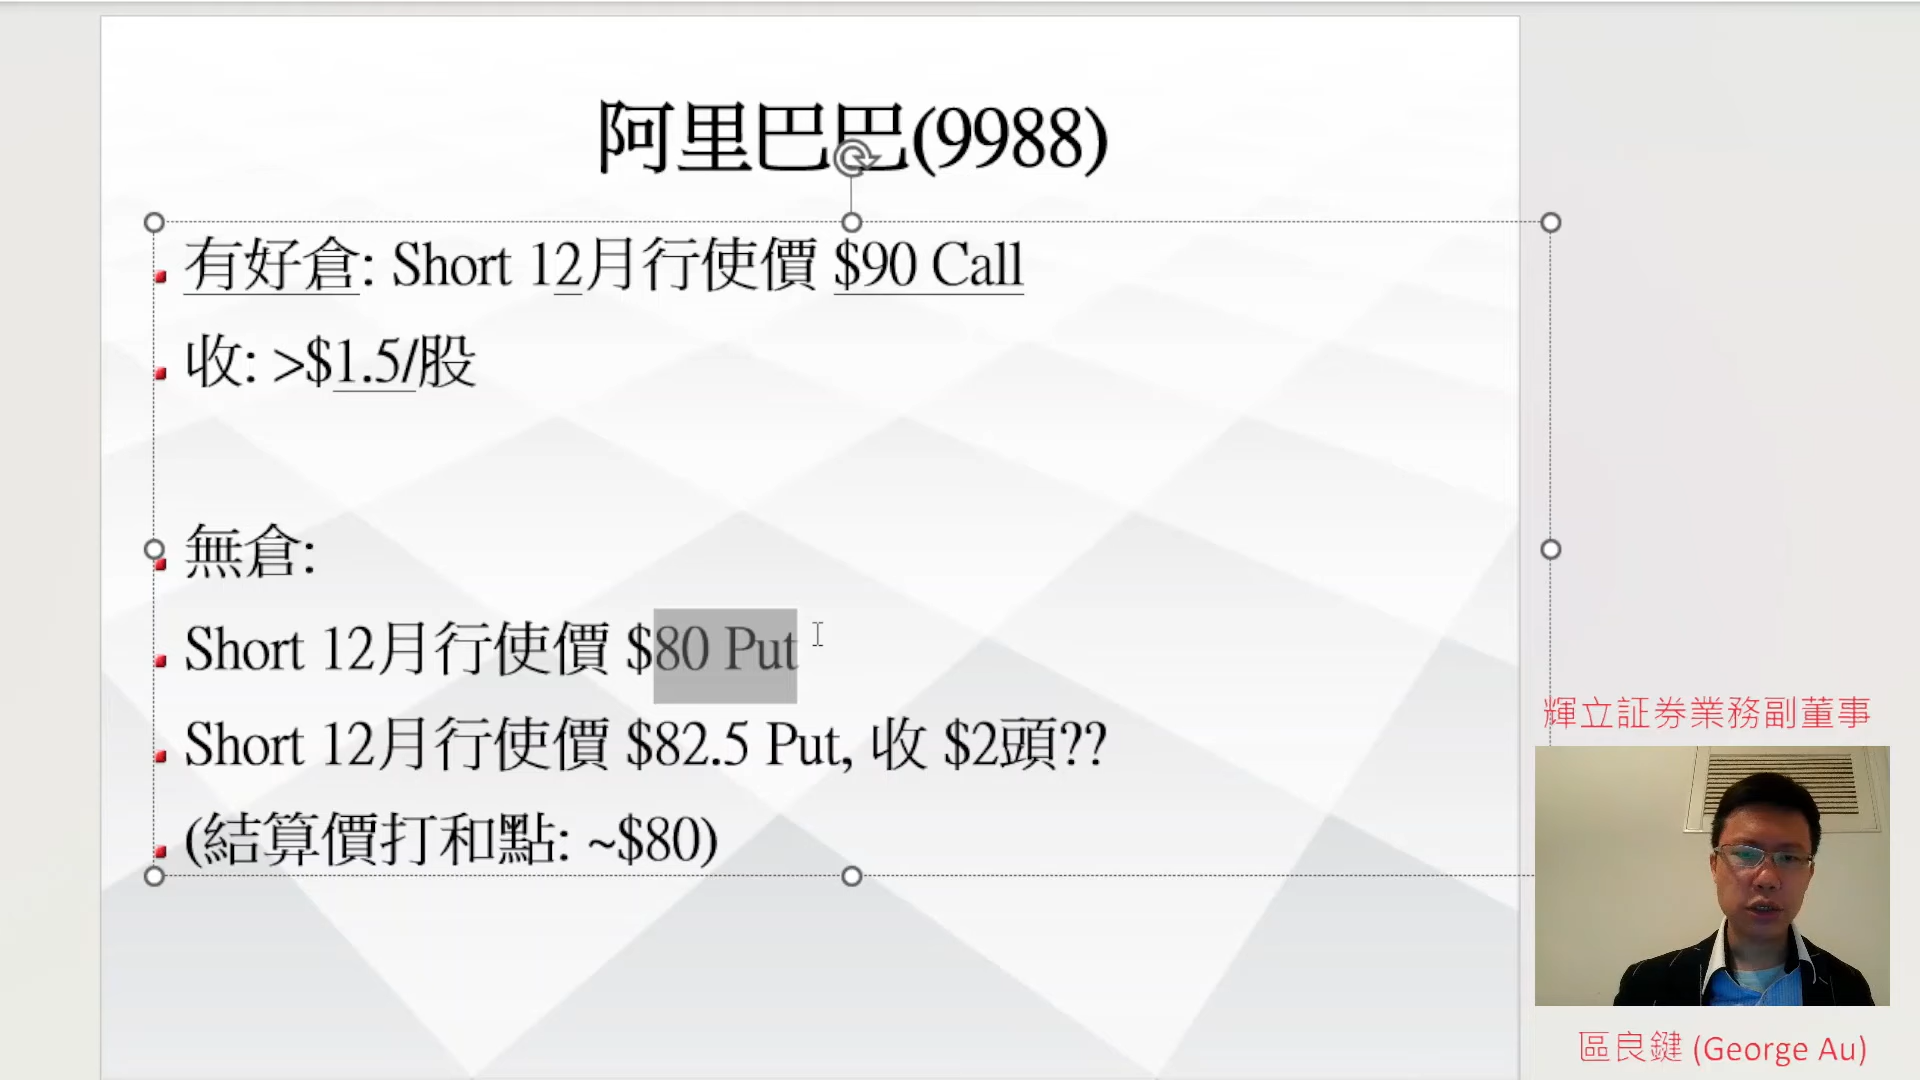 阿里巴巴(9988)
有好倉: Short 12月行使價 $90 Call
收: >$1.5/股
無倉:
Short 12月行使價 $80 Put
Short 12月行使價 $82.5 Put, 收 $2頭??
(結算價打和點: ~$80)
輝立証券業務副董事
區良鍵 (George Au)